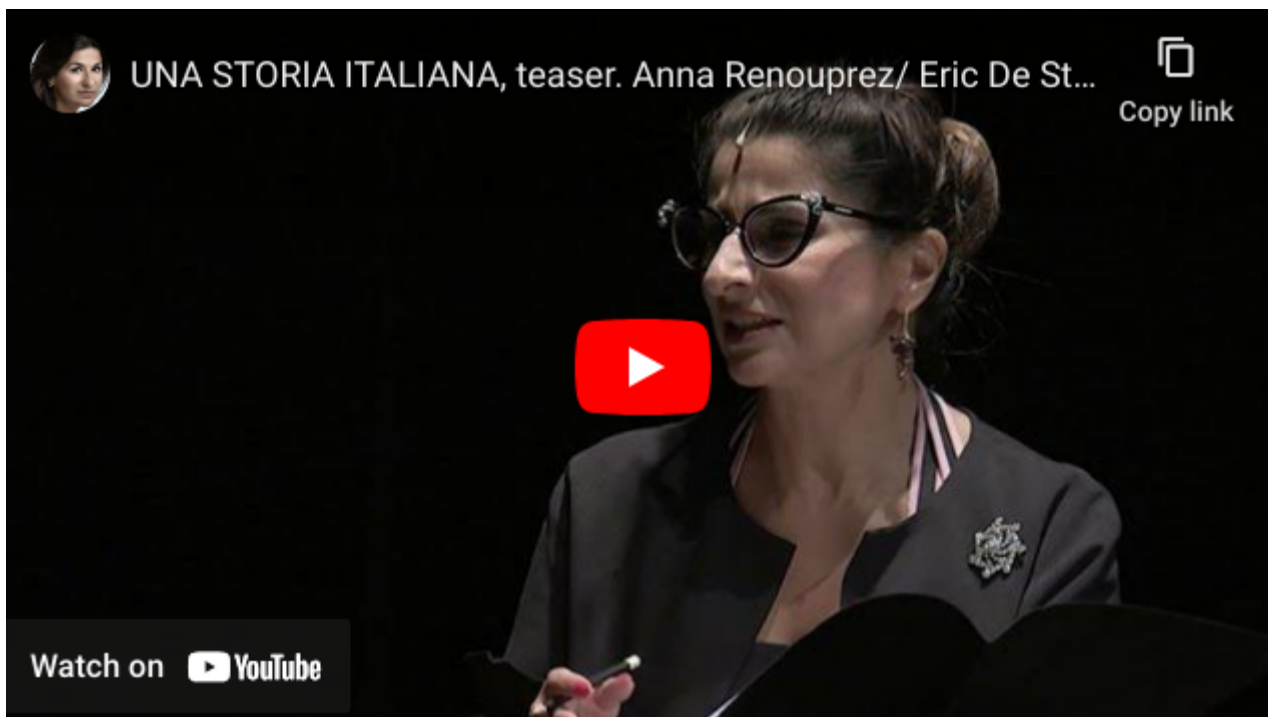 UNA STORIA ITALIANA, teaser. Anna Renouprez/ Eric De St...
Copy link
Watch on YouTube